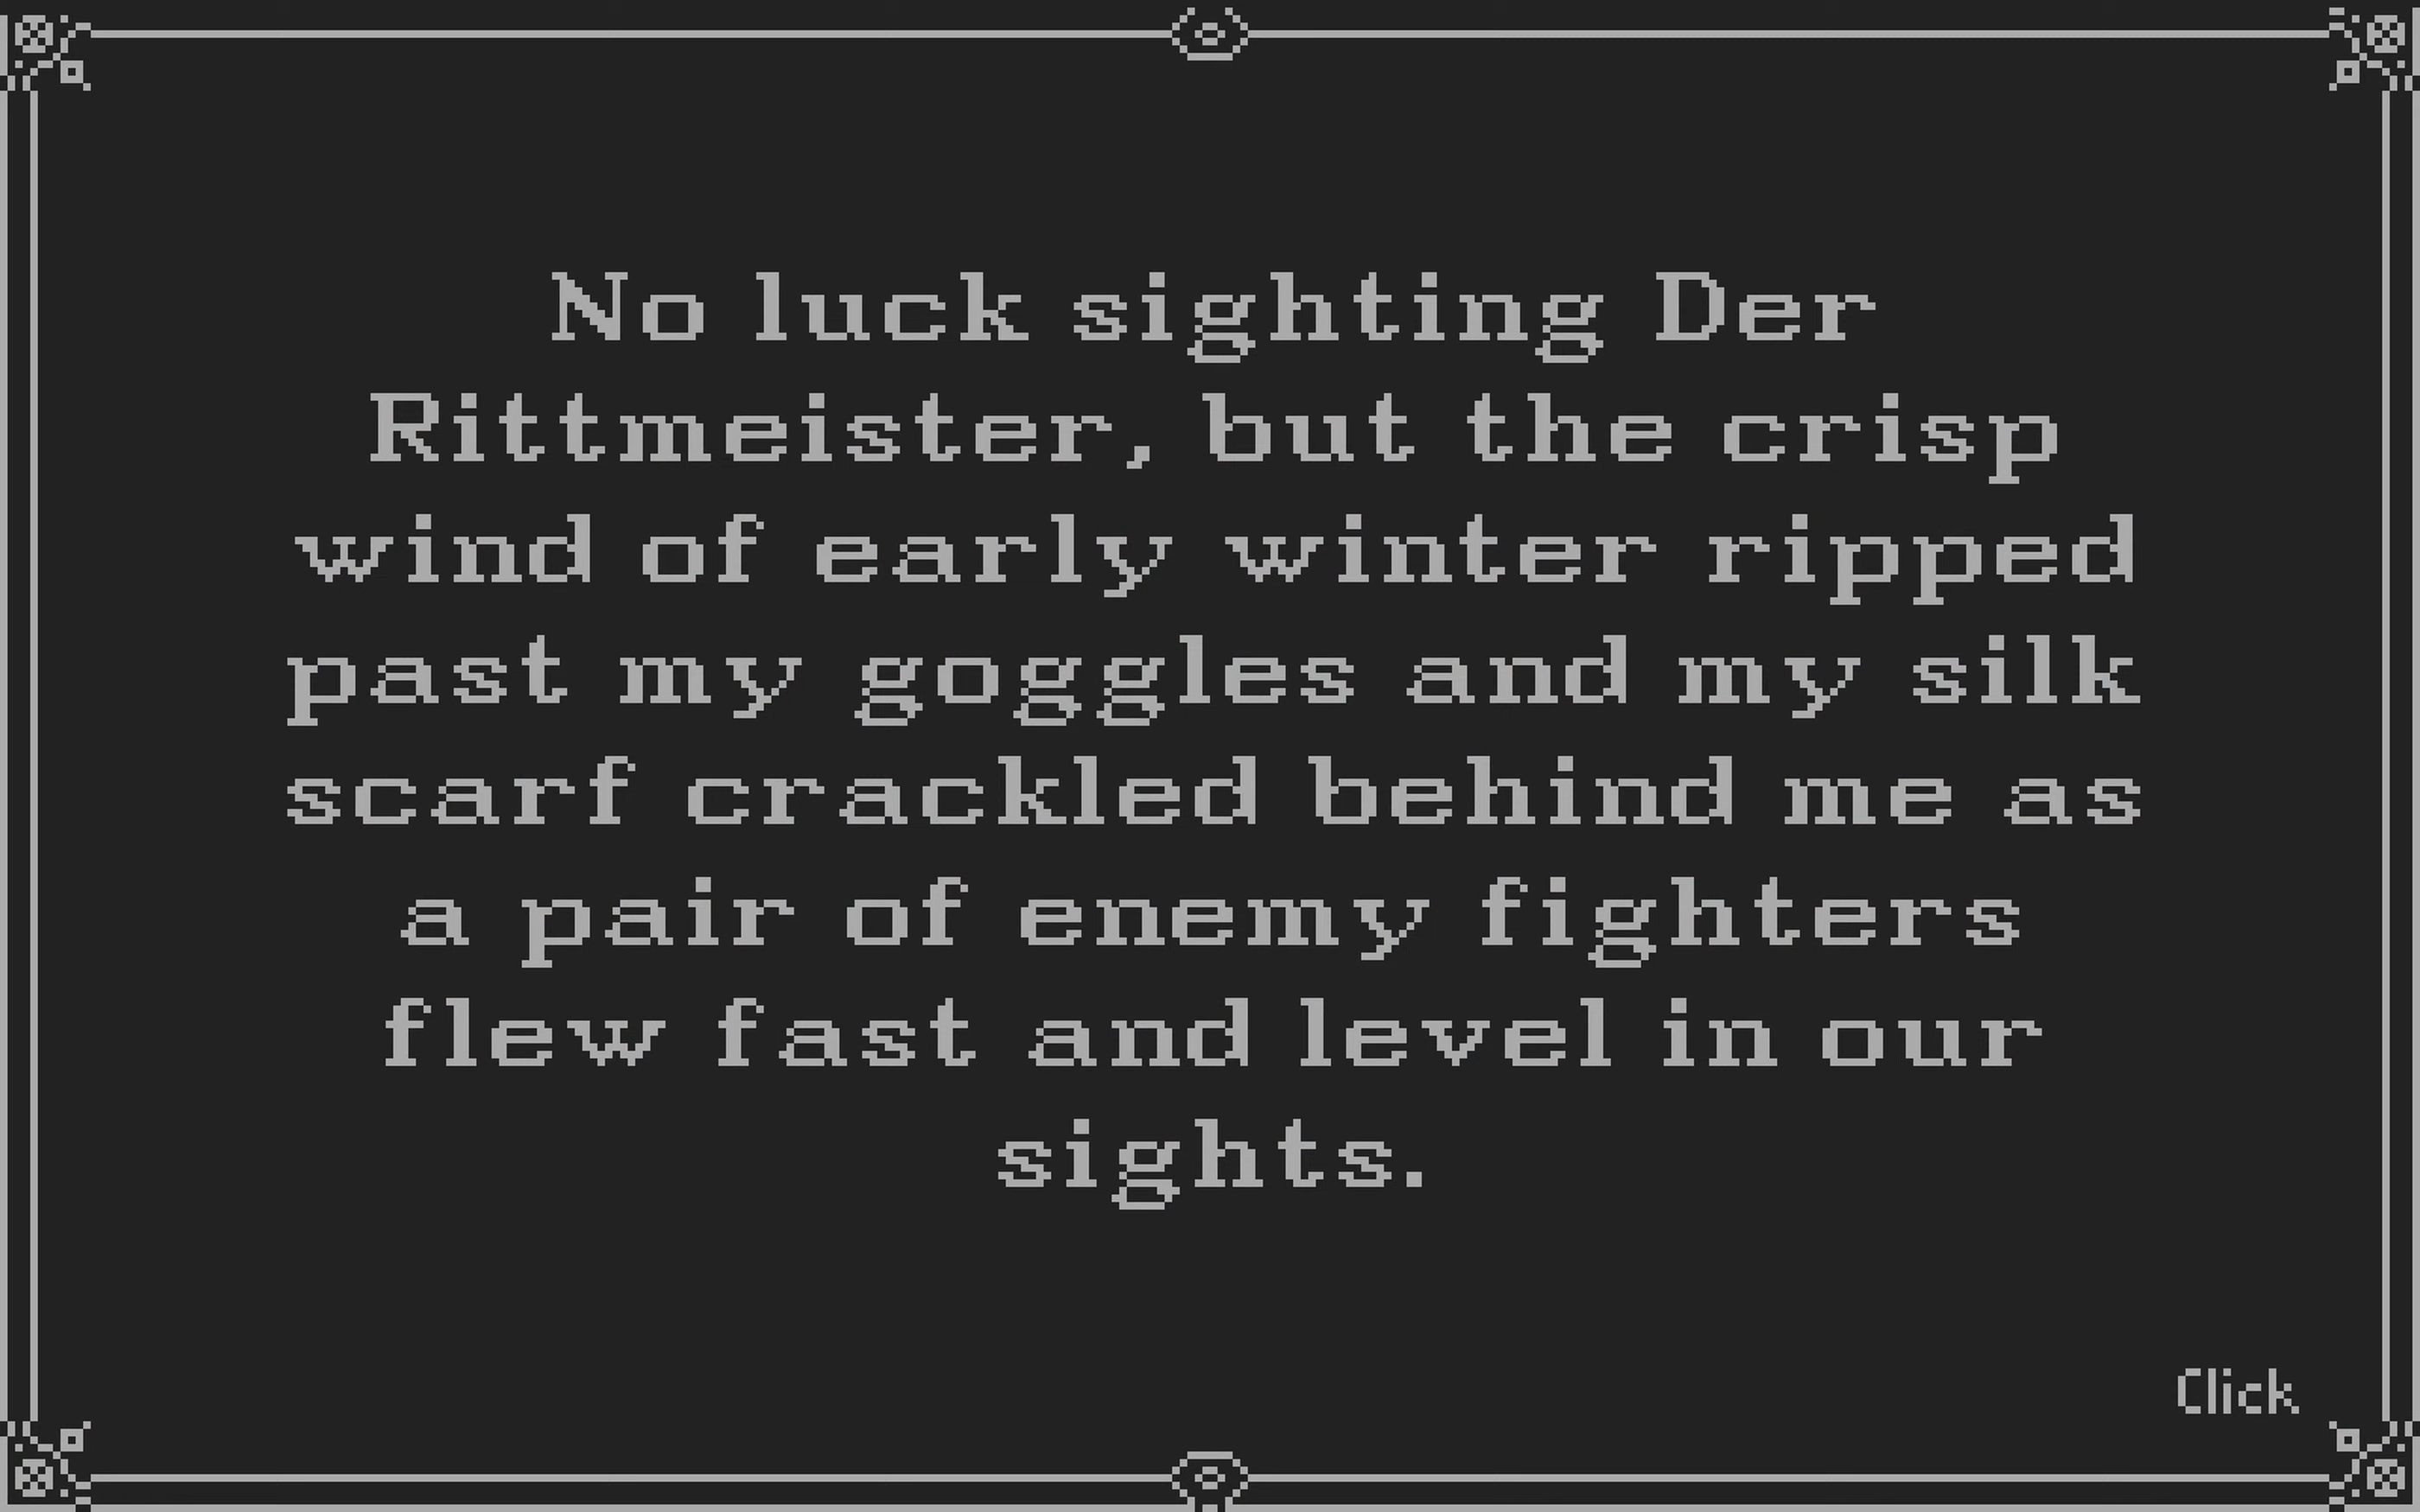 No luck sighting Der
Rittmeister, but the crisp
wind of early winter ripped
past my goggles and my silk
scarf crackled behind me as
a pair of enemy fighters
flew fast and level in our
sights.
Click